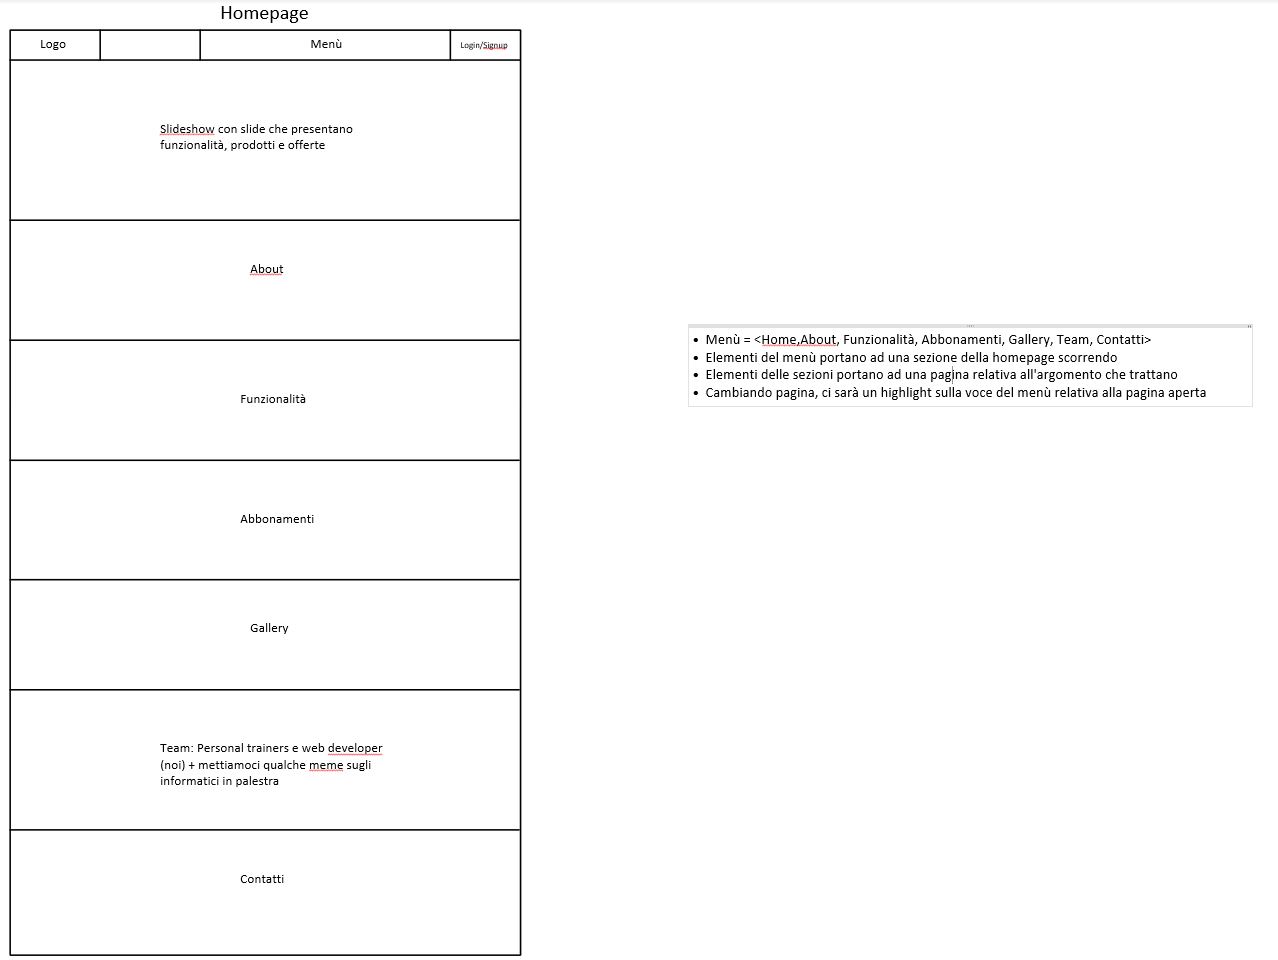 Homepage
Logo
Menù
Login/Signup
Slideshow con slide che presentano
funzionalità, prodotti e offerte
About
Funzionalità
Abbonamenti
Gallery
Team: Personal trainers e web developer
(noi) + mettiamoci qualche meme sugli
informatici in palestra
Contatti
• Menù = <Home,About, Funzionalità, Abbonamenti, Gallery, Team, Contatti>
• Elementi del menù portano ad una sezione della homepage scorrendo
• Elementi delle sezioni portano ad una pagina relativa all'argomento che trattano
• Cambiando pagina, ci sarà un highlight sulla voce del menù relativa alla pagina aperta